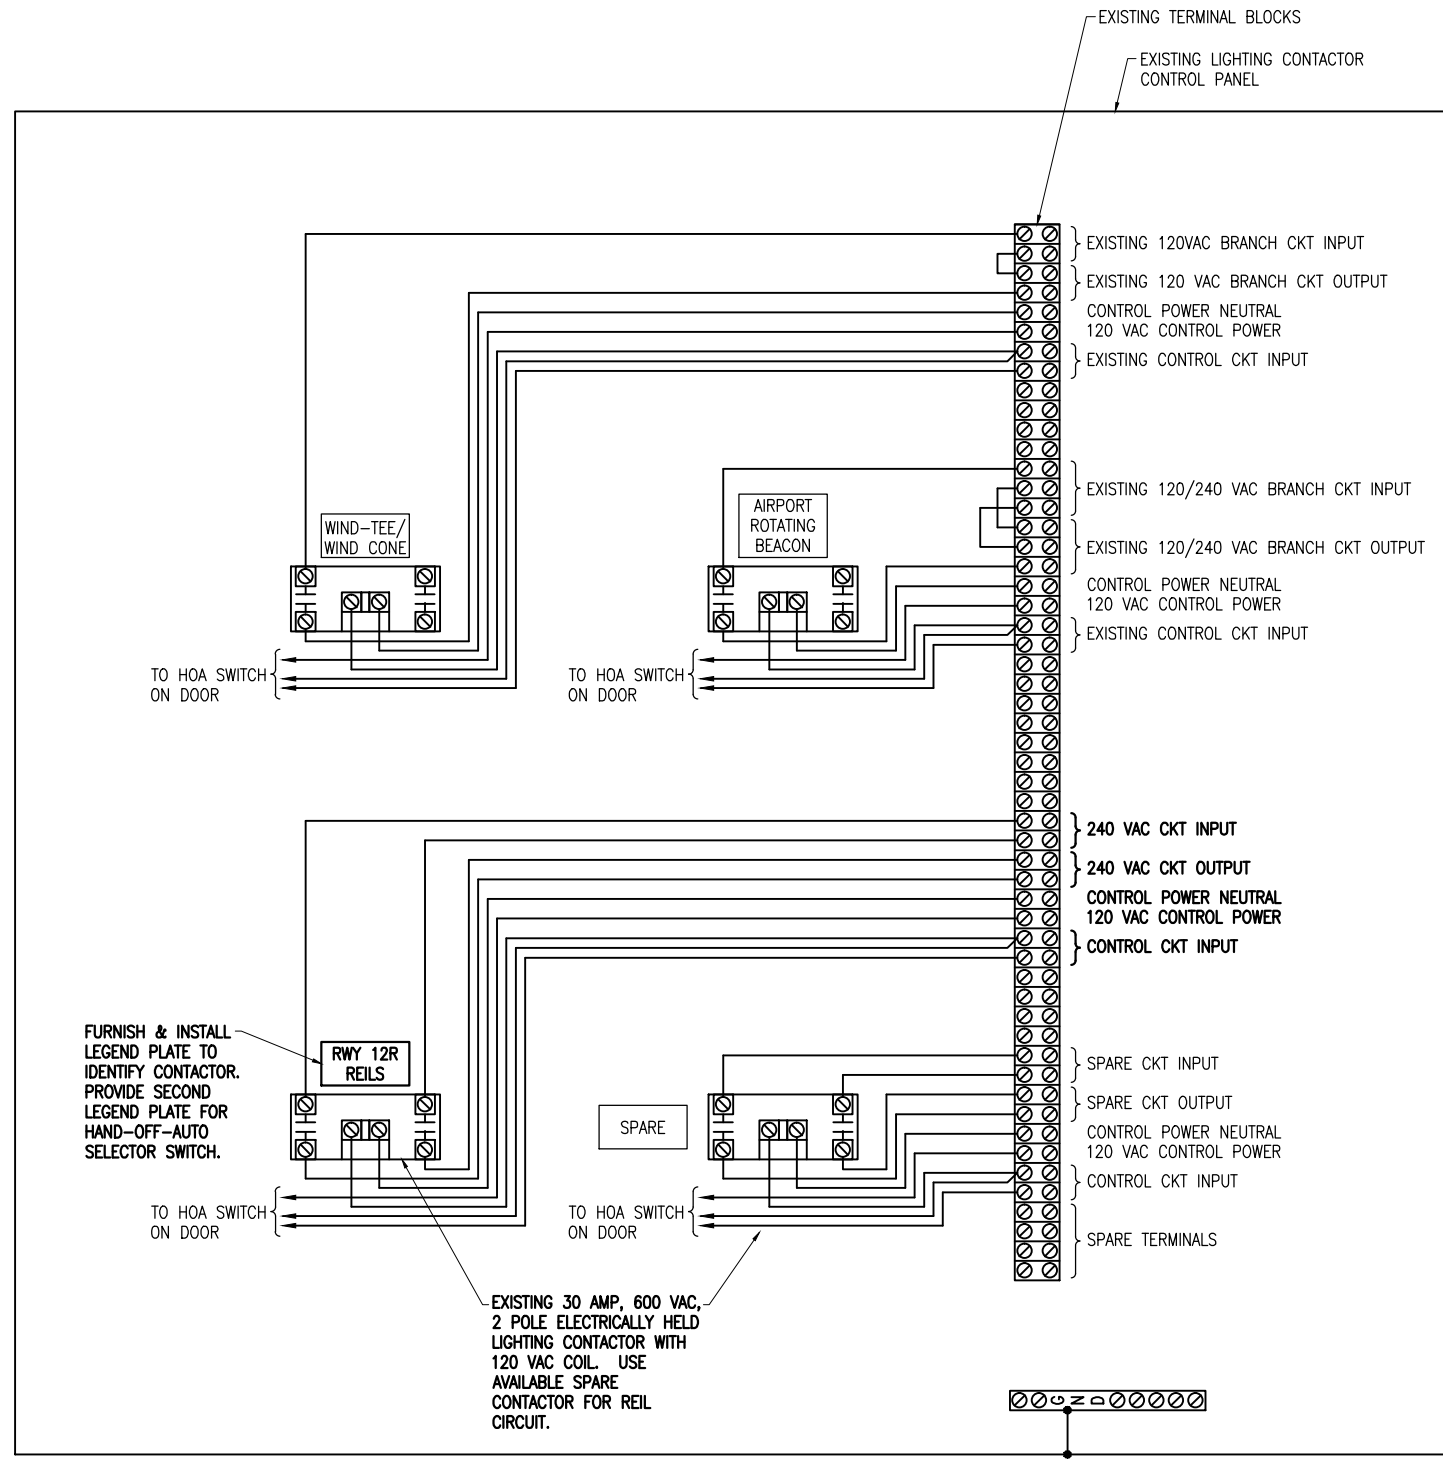 EXISTING TERMINAL BLOCKS
EXISTING LIGHTING CONTACTOR
CONTROL PANEL
EXISTING 120VAC BRANCH CKT INPUT
EXISTING 120 VAC BRANCH CKT OUTPUT
CONTROL POWER NEUTRAL
120 VAC CONTROL POWER
EXISTING CONTROL CKT INPUT
WIND-TEE/
WIND CONE
AIRPORT
ROTATING
BEACON
EXISTING 120/240 VAC BRANCH CKT INPUT
EXISTING 120/240 VAC BRANCH CKT OUTPUT
CONTROL POWER NEUTRAL
120 VAC CONTROL POWER
EXISTING CONTROL CKT INPUT
TO HOA SWITCH
ON DOOR
TO HOA SWITCH
ON DOOR
240 VAC CKT INPUT
240 VAC CKT OUTPUT
CONTROL POWER NEUTRAL
120 VAC CONTROL POWER
CONTROL CKT INPUT
FURNISH & INSTALL
LEGEND PLATE TO
IDENTIFY CONTACTOR.
PROVIDE SECOND
LEGEND PLATE FOR
HAND-OFF-AUTO
SELECTOR SWITCH.
RWY 12R
REILS
SPARE
SPARE CKT INPUT
SPARE CKT OUTPUT
CONTROL POWER NEUTRAL
120 VAC CONTROL POWER
CONTROL CKT INPUT
SPARE TERMINALS
TO HOA SWITCH
ON DOOR
TO HOA SWITCH
ON DOOR
EXISTING 30 AMP, 600 VAC,
2 POLE ELECTRICALLY HELD
LIGHTING CONTACTOR WITH
120 VAC COIL. USE
AVAILABLE SPARE
CONTACTOR FOR REIL
CIRCUIT.
GND